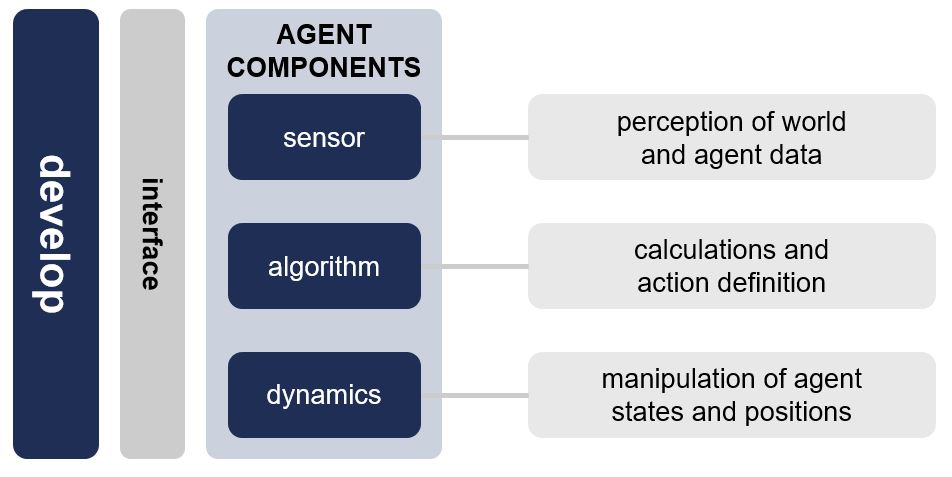 develop
interface
AGENT
COMPONENTS
sensor
perception of world
and agent data
algorithm
calculations and
action definition
dynamics
manipulation of agent
states and positions